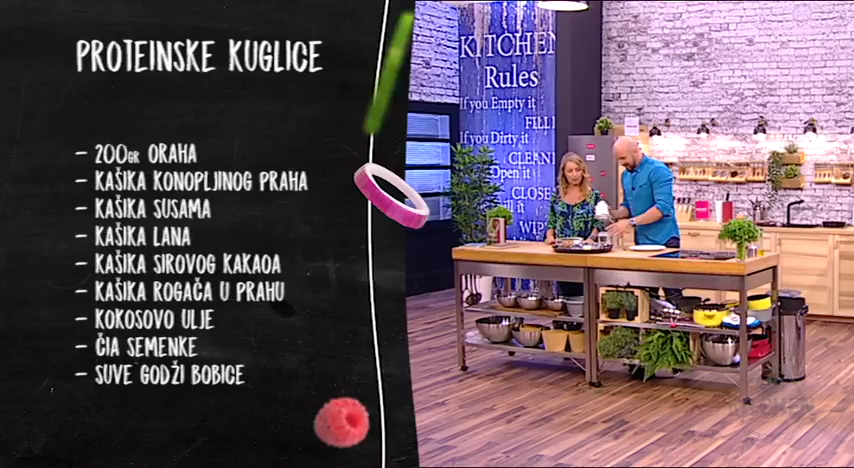 PROTEINSKE KUGLICE
- 200GR ORAHA
- KAŠIKA KONOPLJINOG PRAHA
- KAŠIKA SUSAMA
- KAŠIKA LANA
- KAŠIKA SIROVOG KAKAOA
- KAŠIKA ROGAČA U PRAHU
- KOKOSOVO ULJE
- ČIA SEMENKE
- SUVE GODŽI BOBICE
KITCHEN
Rules
If you Empty it
FILL
If you Dirty it
CLEAN
Open it
CLOSE
WIP